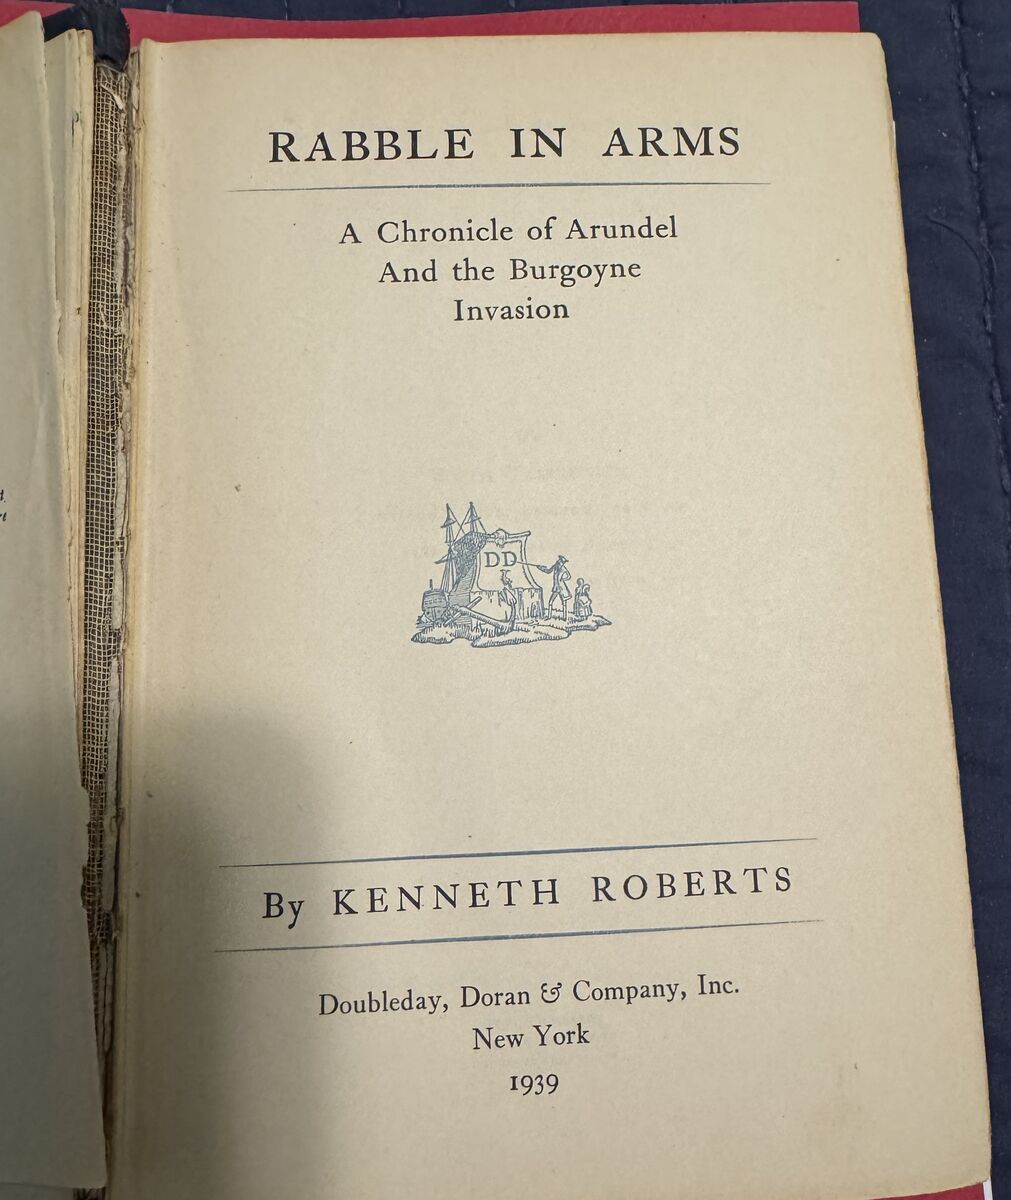 RABBLE IN ARMS
A Chronicle of Arundel
And the Burgoyne
Invasion
DD
By KENNETH ROBERTS
Doubleday, Doran & Company, Inc.
New York
1939